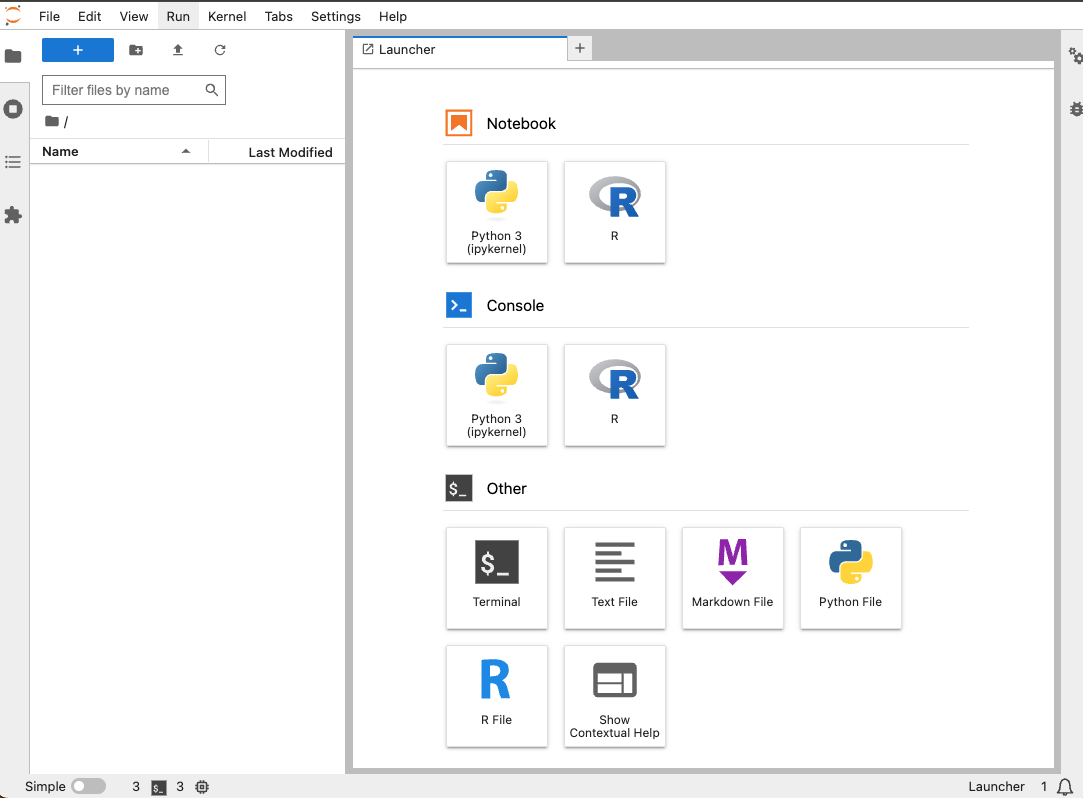 File Edit View Run Kernel Tabs Settings Help
+
Filter files by name
/
Name Last Modified
Launcher +
Notebook
Python 3
(ipykernel)
R
R
>_ Console
Python 3
(ipykernel)
R
R
$_ Other
$_
Terminal
Text File
M
Markdown File
Python File
R
R File
Show
Contextual Help
Simple 3 $_ 3
Launcher 1